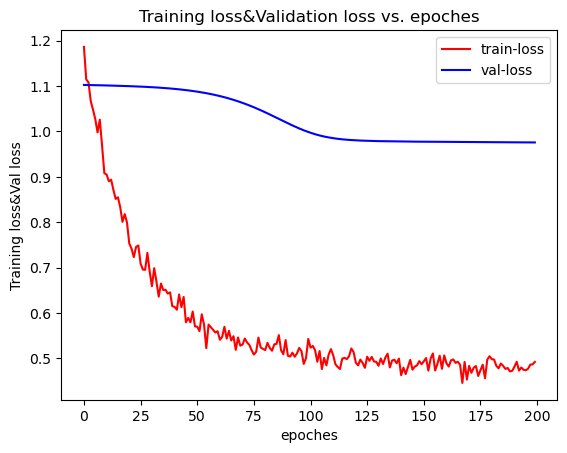 Training loss&Validation loss vs. epoches
train-loss
val-loss
Training loss&Val loss
1.2
1.1
1.0
0.9
0.8
0.7
0.6
0.5
0 25 50 75 100 125 150 175 200
epoches